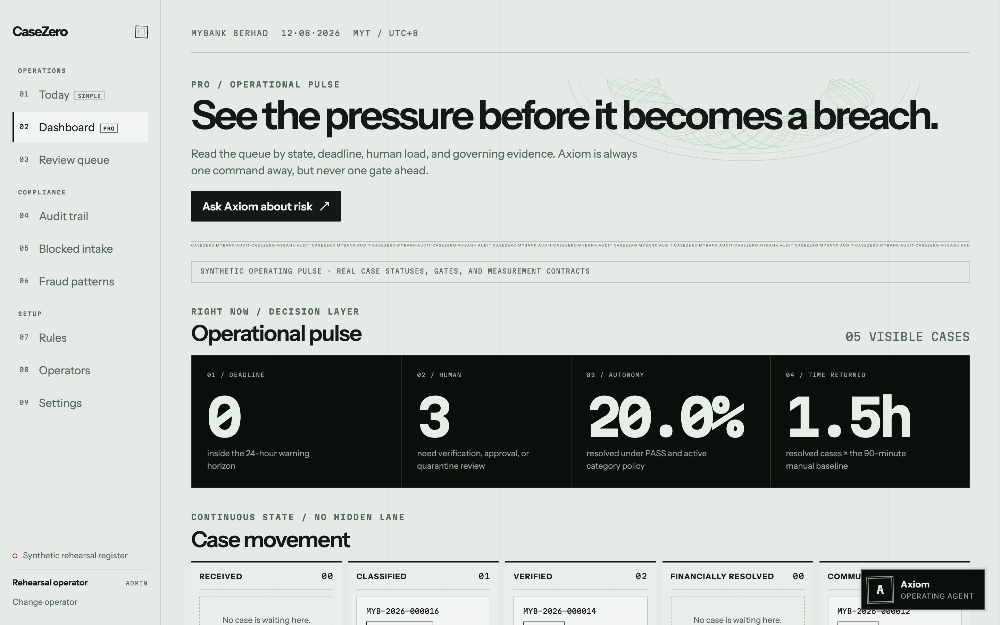 CaseZero
OPERATIONS
01 Today SIMPLE
02 Dashboard PRO
03 Review queue
COMPLIANCE
04 Audit trail
05 Blocked intake
06 Fraud patterns
SETUP
07 Rules
08 Operators
09 Settings
Synthetic rehearsal register
Rehearsal operator ADMIN
Change operator
MYBANK BERHAD 12·08·2026 MYT / UTC+8
PRO / OPERATIONAL PULSE
See the pressure before it becomes a breach.
Read the queue by state, deadline, human load, and governing evidence. Axiom is always
one command away, but never one gate ahead.
Ask Axiom about risk ↗
CASEZERO·MYBANK·AUDIT·CASEZERO·MYBANK·AUDIT·CASEZERO·MYBANK·AUDIT·CASEZERO·MYBANK·AUDIT·CASEZERO·MYBANK·AUDIT·CASEZERO·MYBANK·AUDIT·CASEZERO·MYBANK·AUDIT·CASEZERO·MYBANK·AUDIT·CASEZERO·MYBANK·AUDIT·CASEZERO·MYBANK·AUDIT·CASEZERO·MYBANK·AUDIT·CASEZERO·MYBANK·AUDIT·CASEZERO·MYBANK·AUD
SYNTHETIC OPERATING PULSE · REAL CASE STATUSES, GATES, AND MEASUREMENT CONTRACTS
RIGHT NOW / DECISION LAYER
Operational pulse
05 VISIBLE CASES
01 / DEADLINE
0
inside the 24-hour warning
horizon
02 / HUMAN
3
need verification, approval, or
quarantine review
03 / AUTONOMY
20.0%
resolved under PASS and active
category policy
04 / TIME RETURNED
1.5h
resolved cases × the 90-minute
manual baseline
CONTINUOUS STATE / NO HIDDEN LANE
Case movement
RECEIVED 00
No case is waiting here.
CLASSIFIED 01
MYB-2026-000016
VERIFIED 02
MYB-2026-000014
FINANCIALLY RESOLVED 00
No case is waiting here.
COMMU
MYB-2026-000012
A
Axiom
OPERATING AGENT